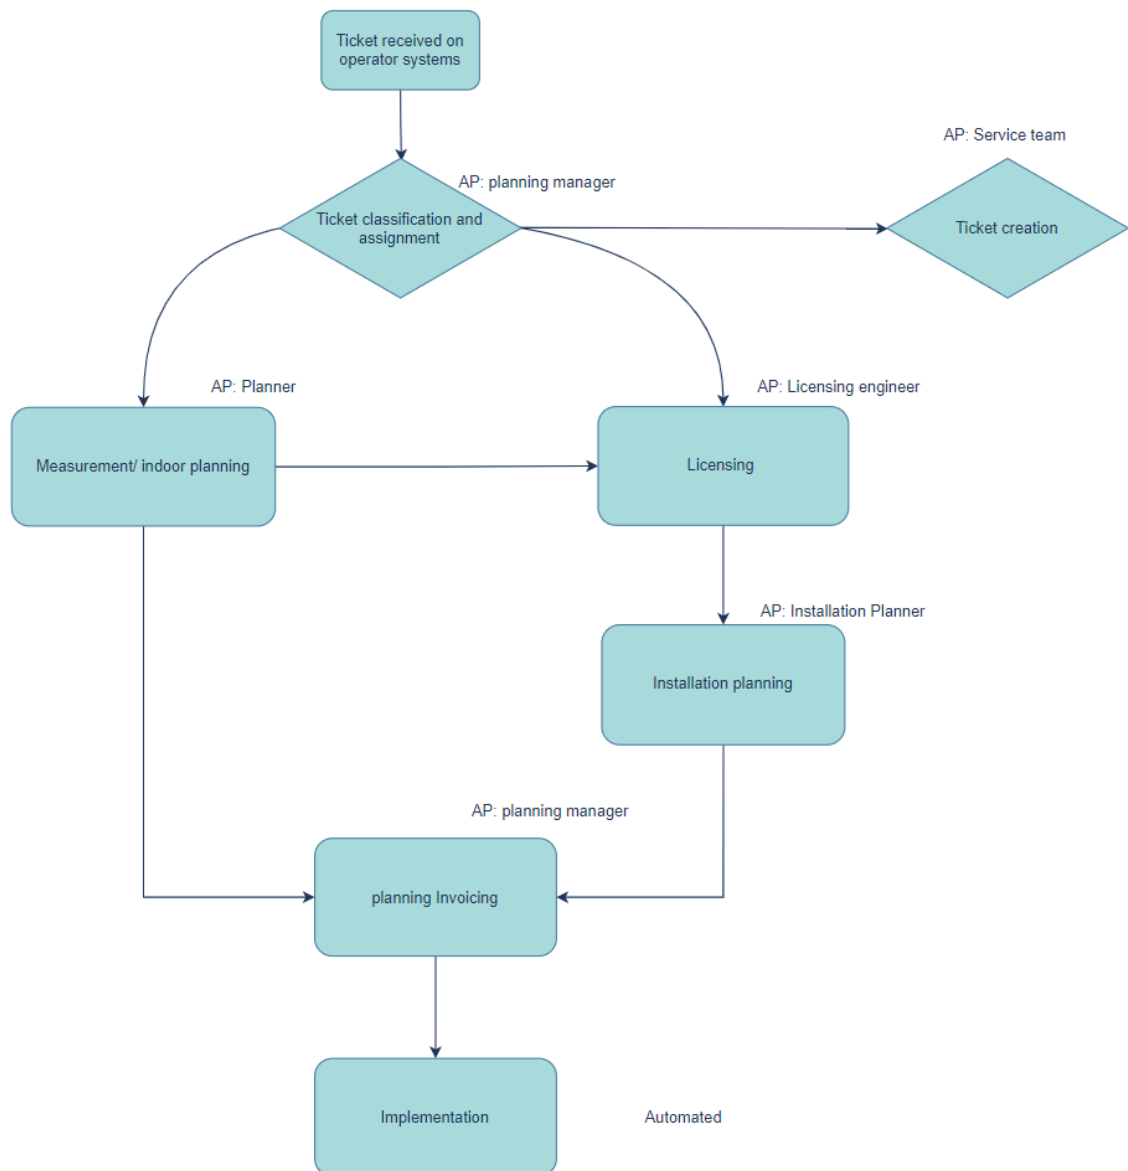 Ticket received on
operator systems
AP: Service team
AP: planning manager
Ticket classification and
assignment
Ticket creation
AP: Planner
AP: Licensing engineer
Measurement/ indoor planning
Licensing
AP: Installation Planner
Installation planning
AP: planning manager
planning Invoicing
Implementation
Automated